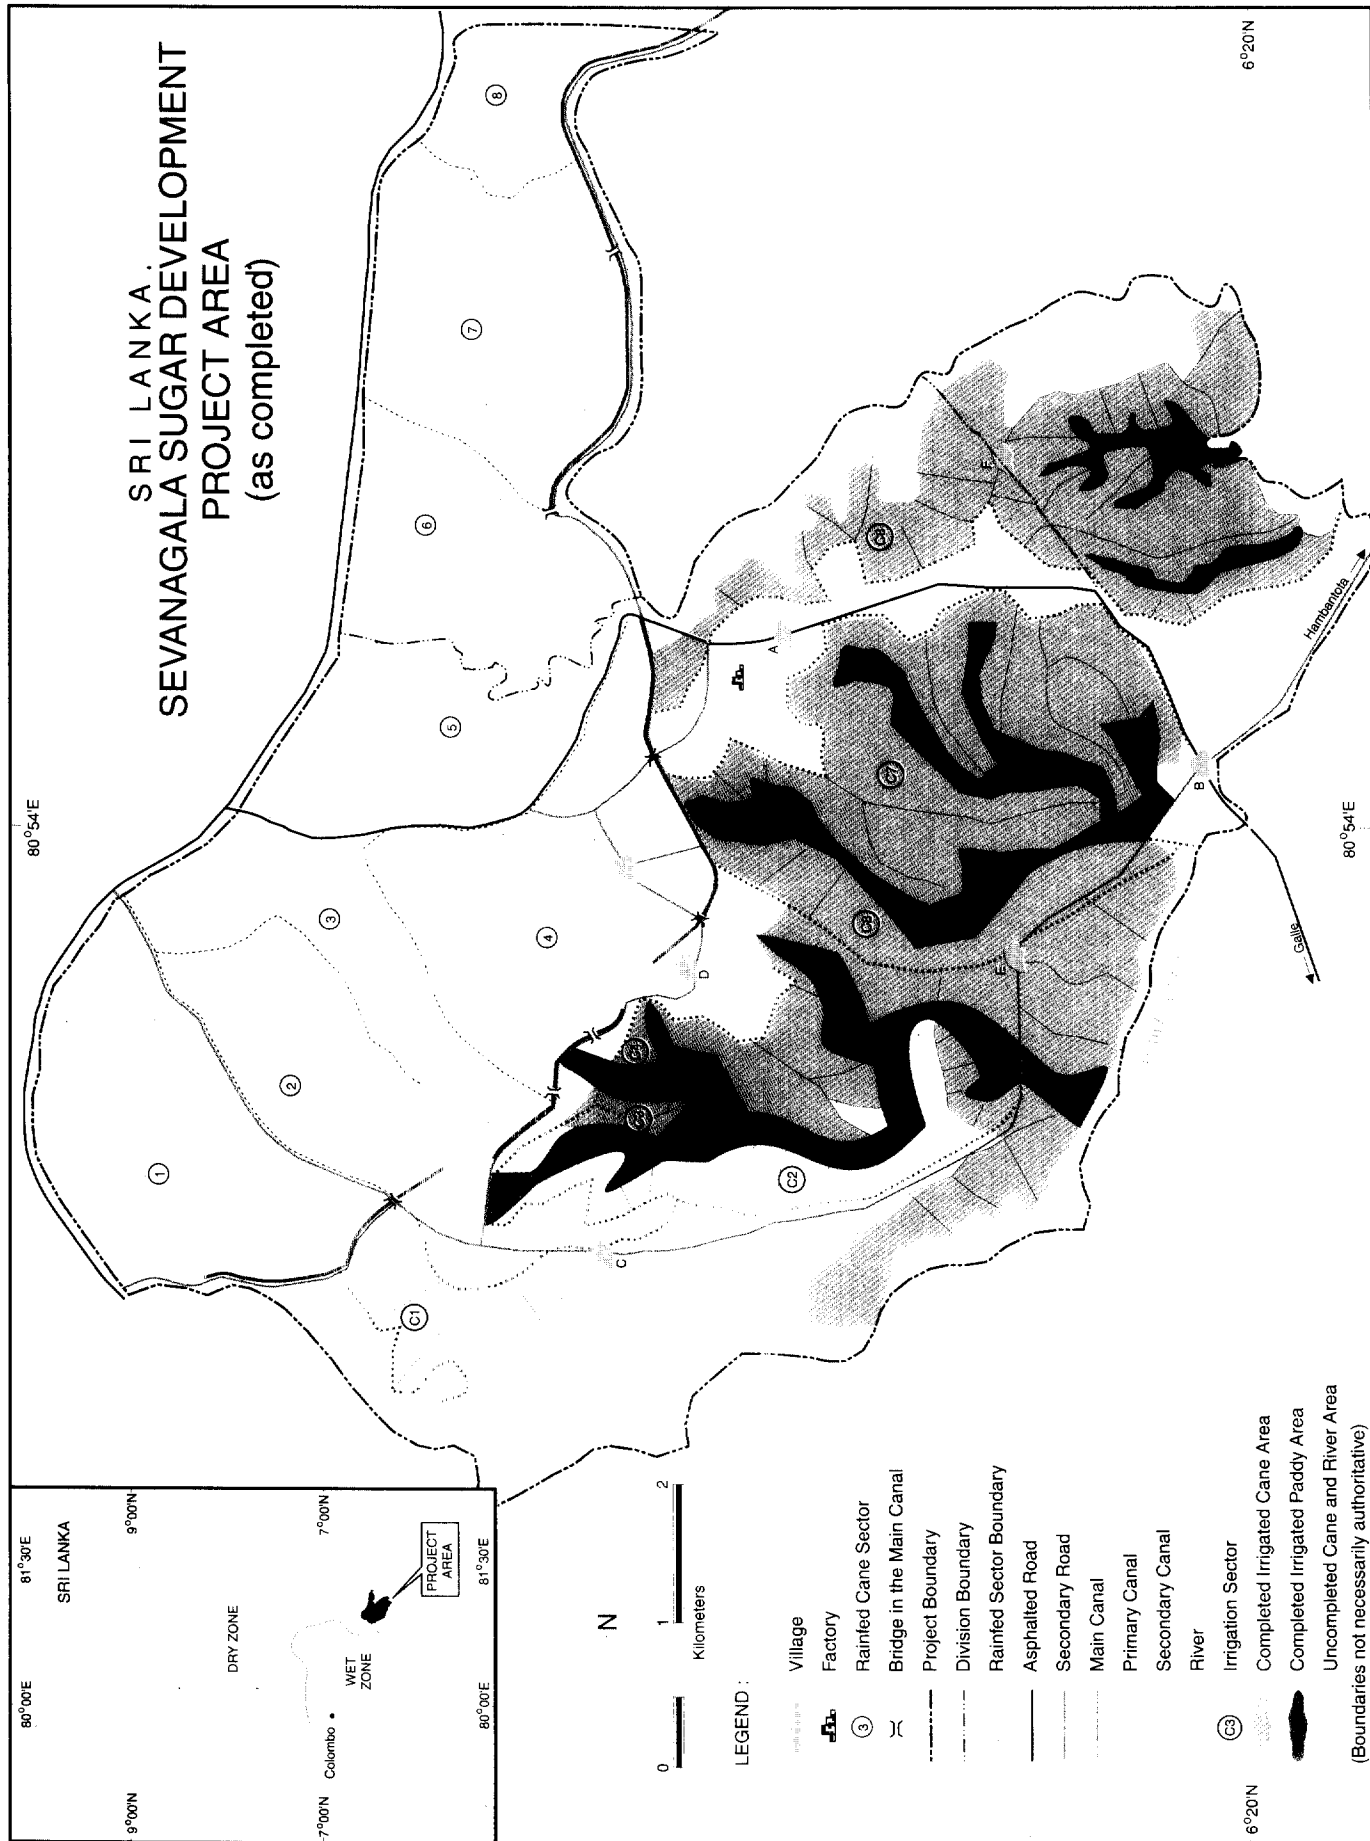 SRI LANKA.
SEVANAGALA SUGAR DEVELOPMENT
PROJECT AREA
(as completed)
80°54'E
6°20'N
1
2
3
4
5
6
7
8
C1
C2
C
D
A
B
E
F
Galle
Hambantota
80°54'E
6°20'N
80°00'E
81°30'E
SRI LANKA
9°00'N
9°00'N
DRY ZONE
WET
ZONE
Colombo
7°00'N
7°00'N
PROJECT
AREA
80°00'E
81°30'E
N
0
1
2
Kilometers
LEGEND :
Village
Factory
3
Rainfed Cane Sector
Bridge in the Main Canal
Project Boundary
Division Boundary
Rainfed Sector Boundary
Asphalted Road
Secondary Road
Main Canal
Primary Canal
Secondary Canal
River
C3
Irrigation Sector
Completed Irrigated Cane Area
Completed Irrigated Paddy Area
Uncompleted Cane and River Area
(Boundaries not necessarily authoritative)